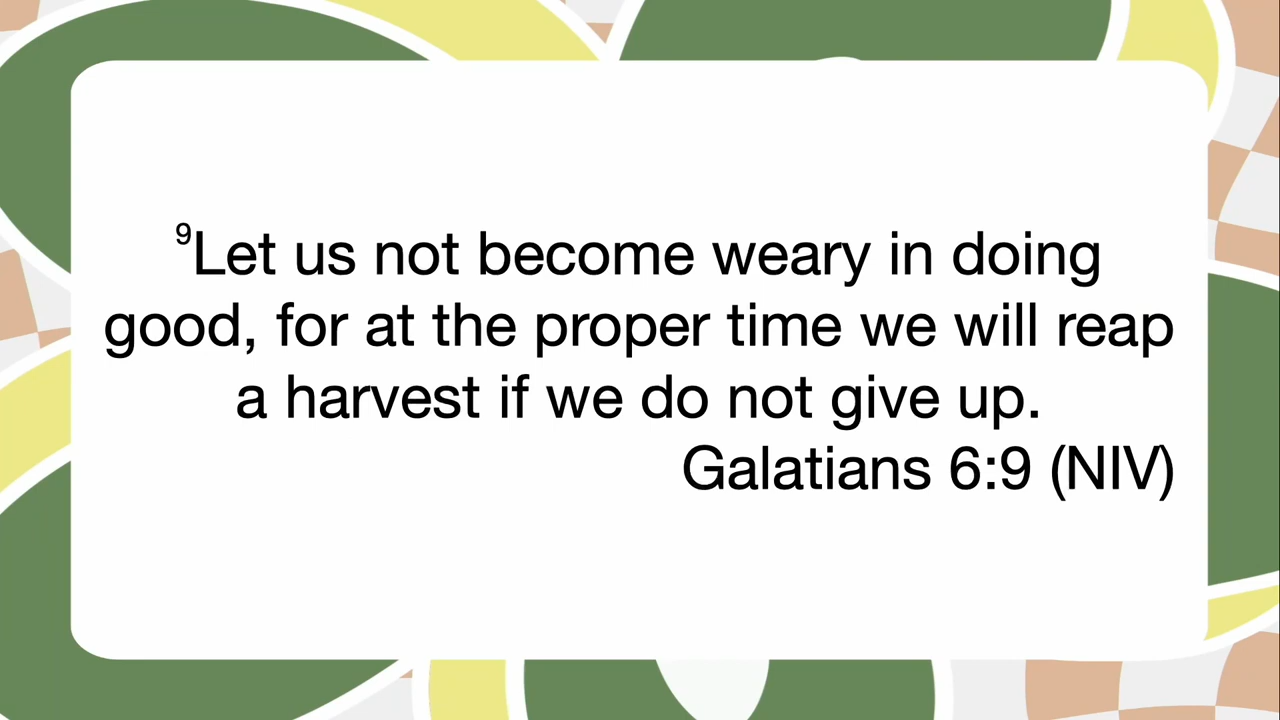 ⁹Let us not become weary in doing
good, for at the proper time we will reap
a harvest if we do not give up.
Galatians 6:9 (NIV)